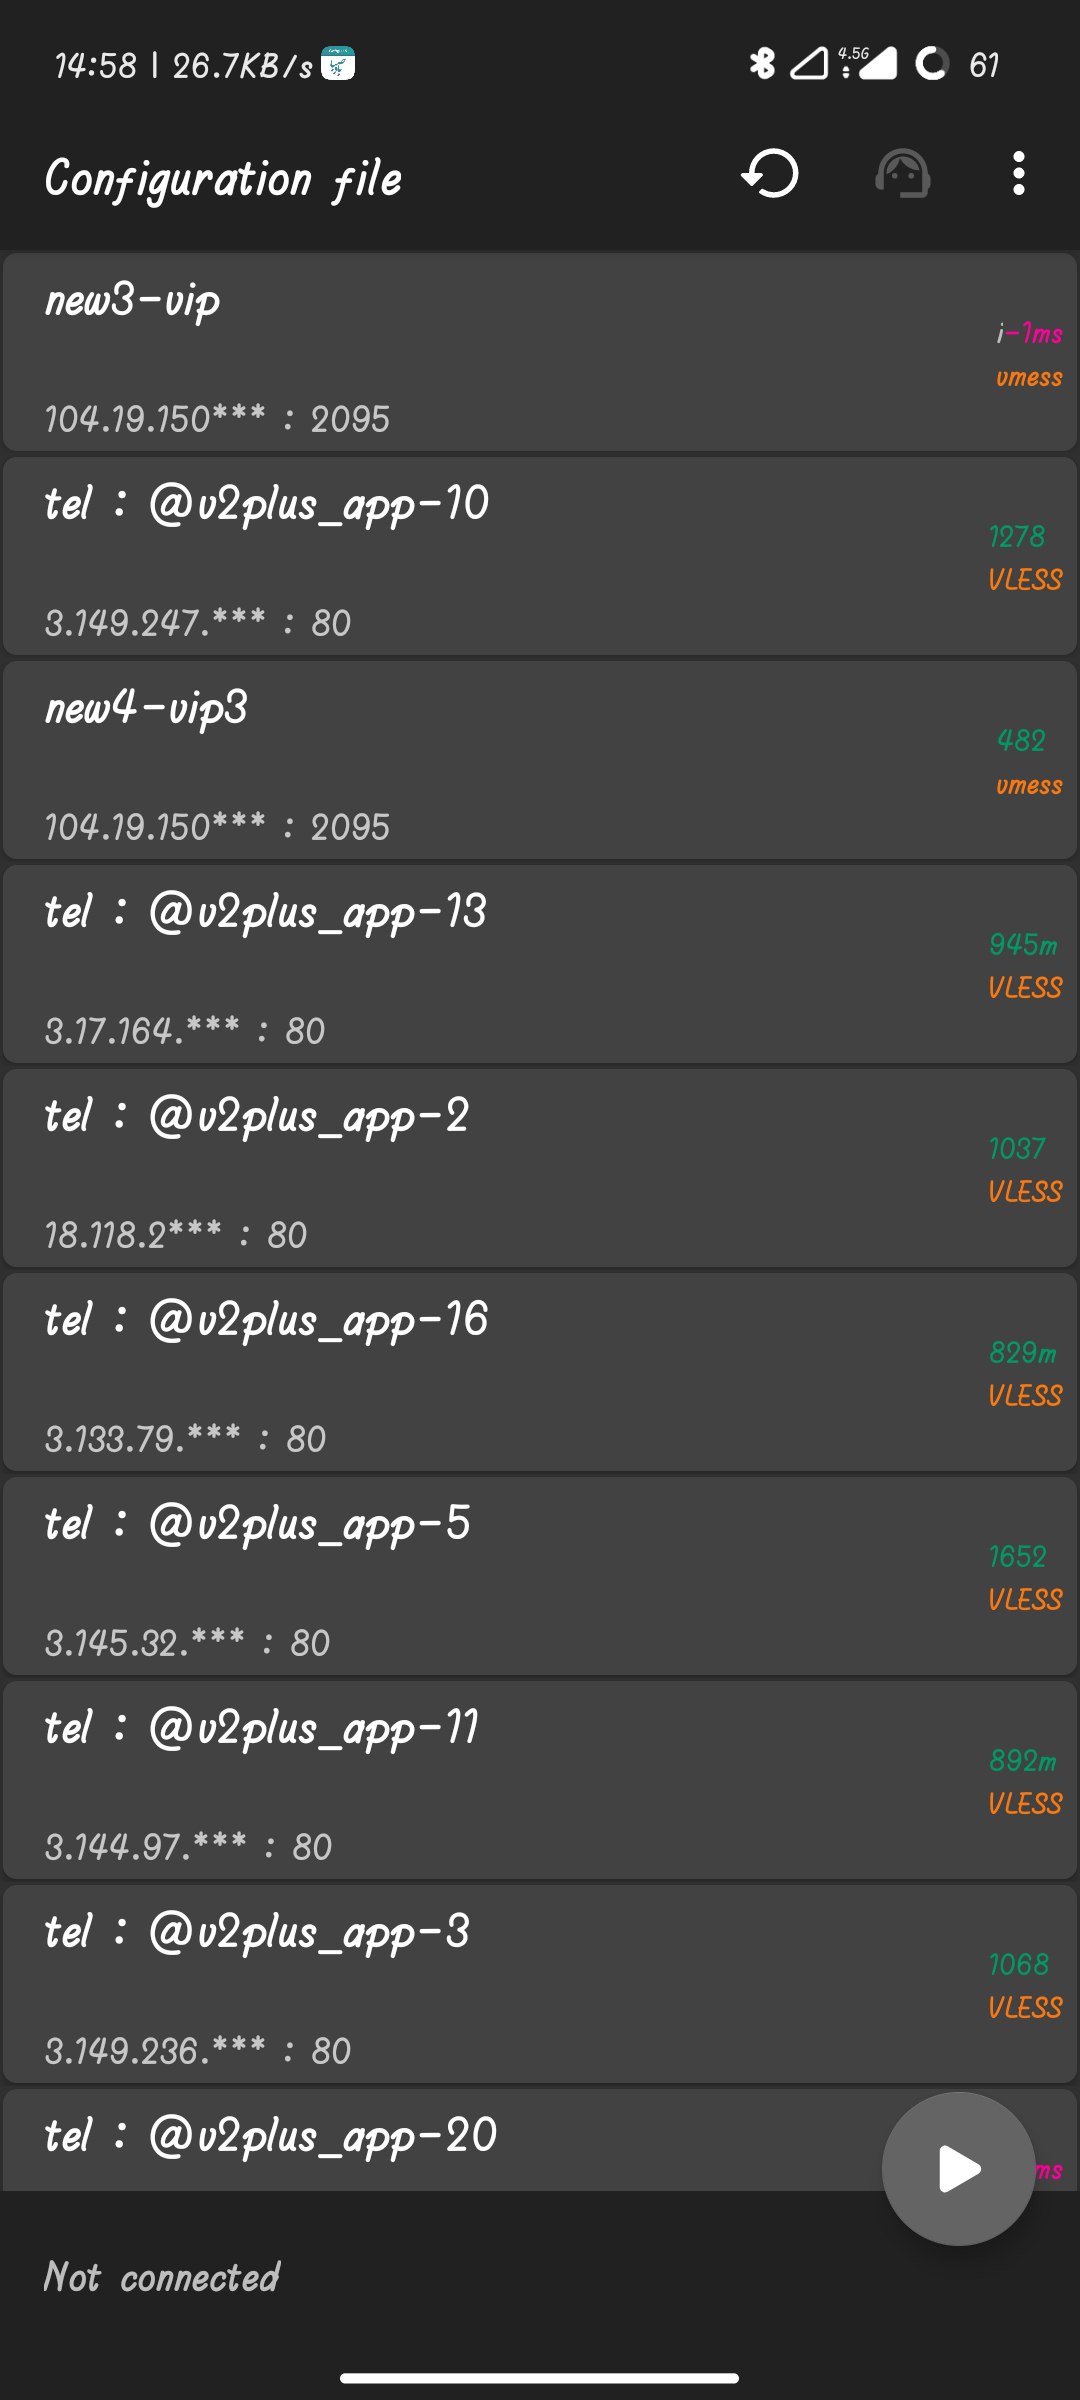 14:58 | 26.7KB/s
4.5G
61
Configuration file
new3-vip
i-1ms
vmess
104.19.150*** : 2095
tel : @v2plus_app-10
1278
VLESS
3.149.247.*** : 80
new4-vip3
482
vmess
104.19.150*** : 2095
tel : @v2plus_app-13
945m
VLESS
3.17.164.*** : 80
tel : @v2plus_app-2
1037
VLESS
18.118.2*** : 80
tel : @v2plus_app-16
829m
VLESS
3.133.79.*** : 80
tel : @v2plus_app-5
1652
VLESS
3.145.32.*** : 80
tel : @v2plus_app-11
892m
VLESS
3.144.97.*** : 80
tel : @v2plus_app-3
1068
VLESS
3.149.236.*** : 80
tel : @v2plus_app-20
ms
Not connected